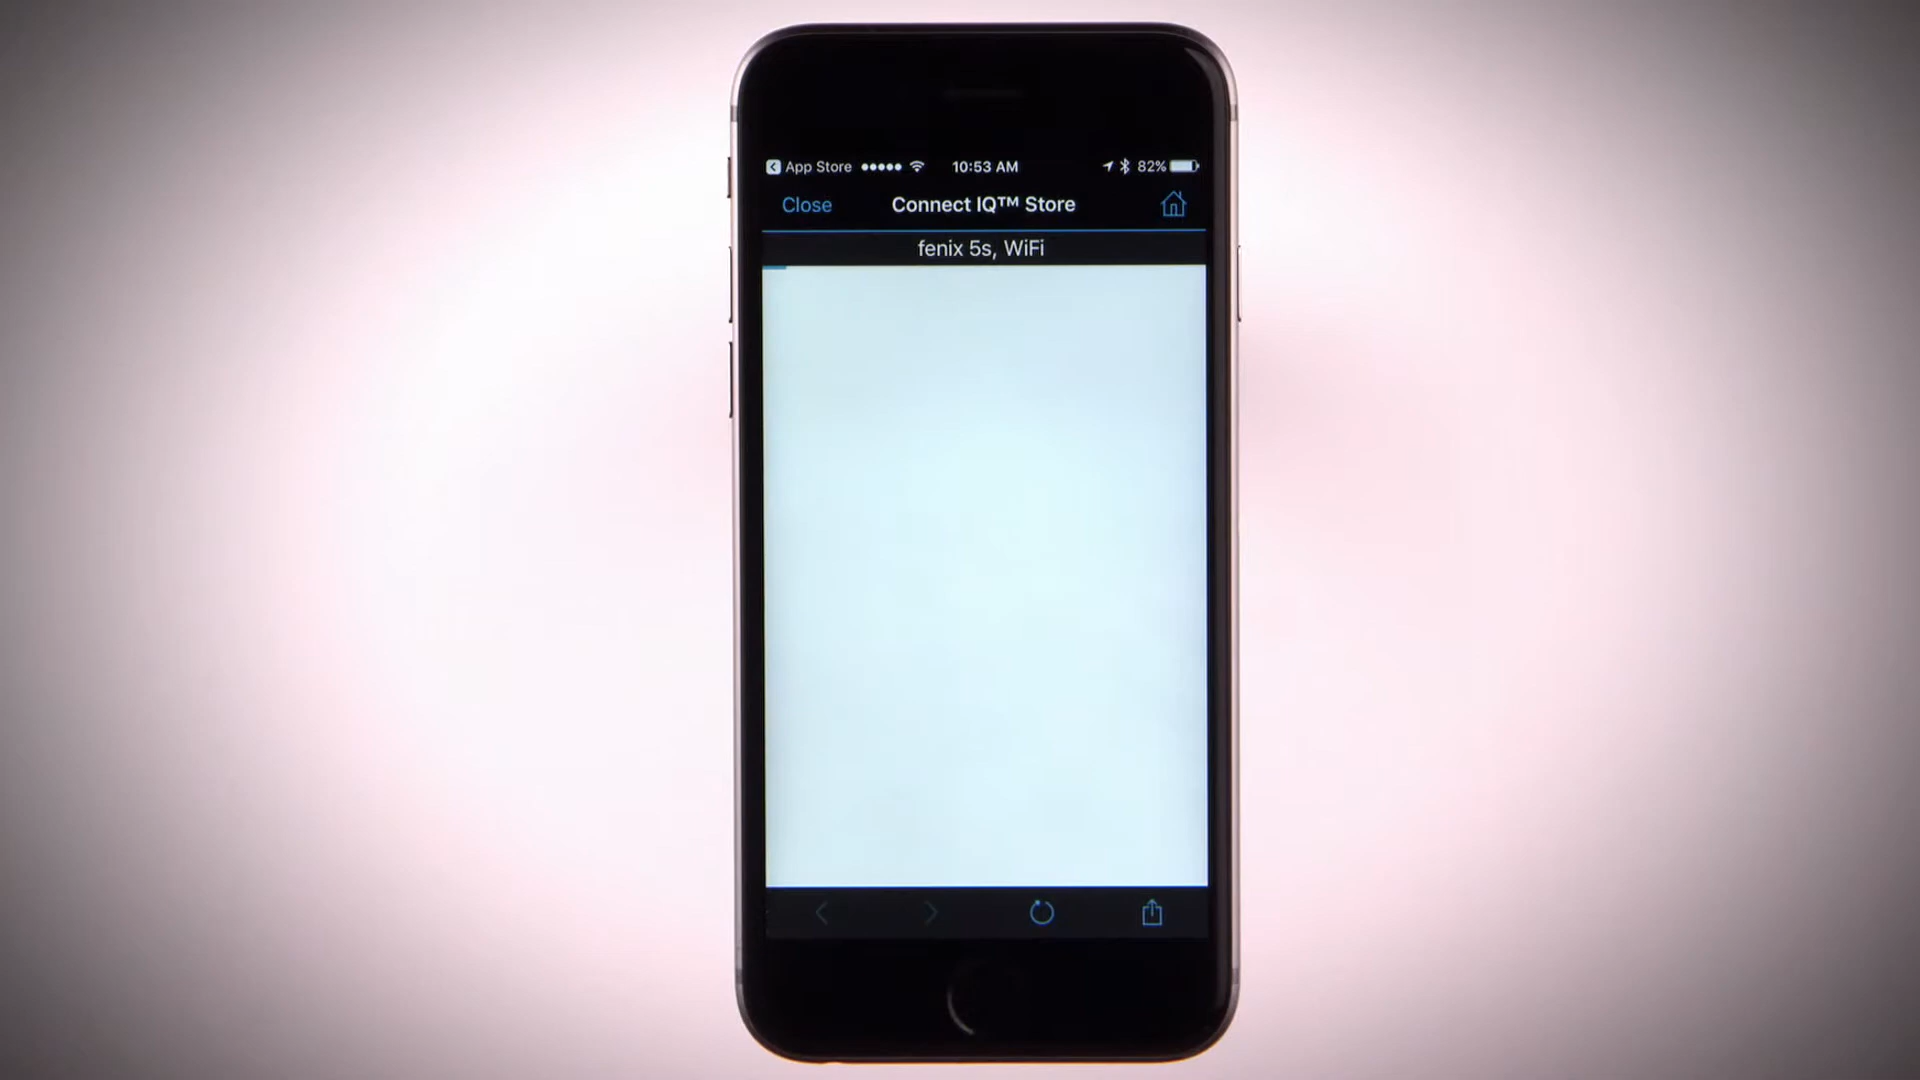 App Store 10:53 AM 82%
Close Connect IQ™ Store
fenix 5s, WiFi